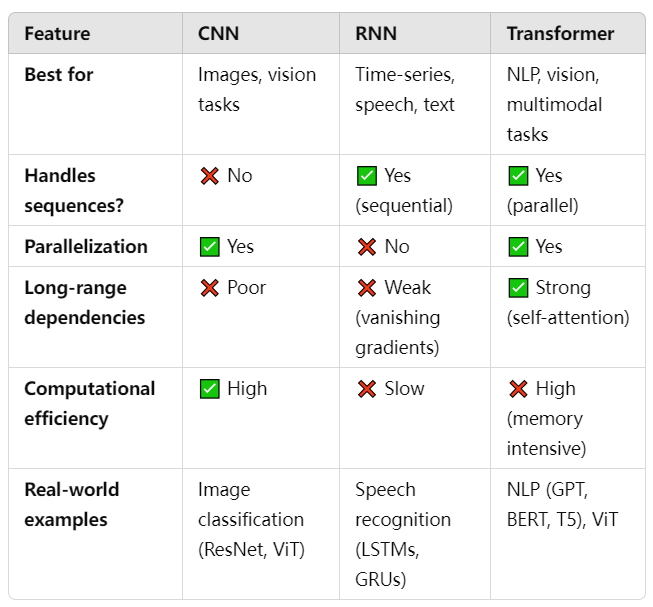 Feature CNN RNN Transformer
Best for Images, vision Time-series, NLP, vision,
tasks speech, text multimodal
tasks
Handles ❌ No ✅ Yes ✅ Yes
sequences? (sequential) (parallel)
Parallelization ✅ Yes ❌ No ✅ Yes
Long-range ❌ Poor ❌ Weak ✅ Strong
dependencies (vanishing (self-attention)
gradients)
Computational ✅ High ❌ Slow ❌ High
efficiency (memory
intensive)
Real-world Image Speech NLP (GPT,
examples classification recognition BERT, T5), ViT
(ResNet, ViT) (LSTMs,
GRUs)